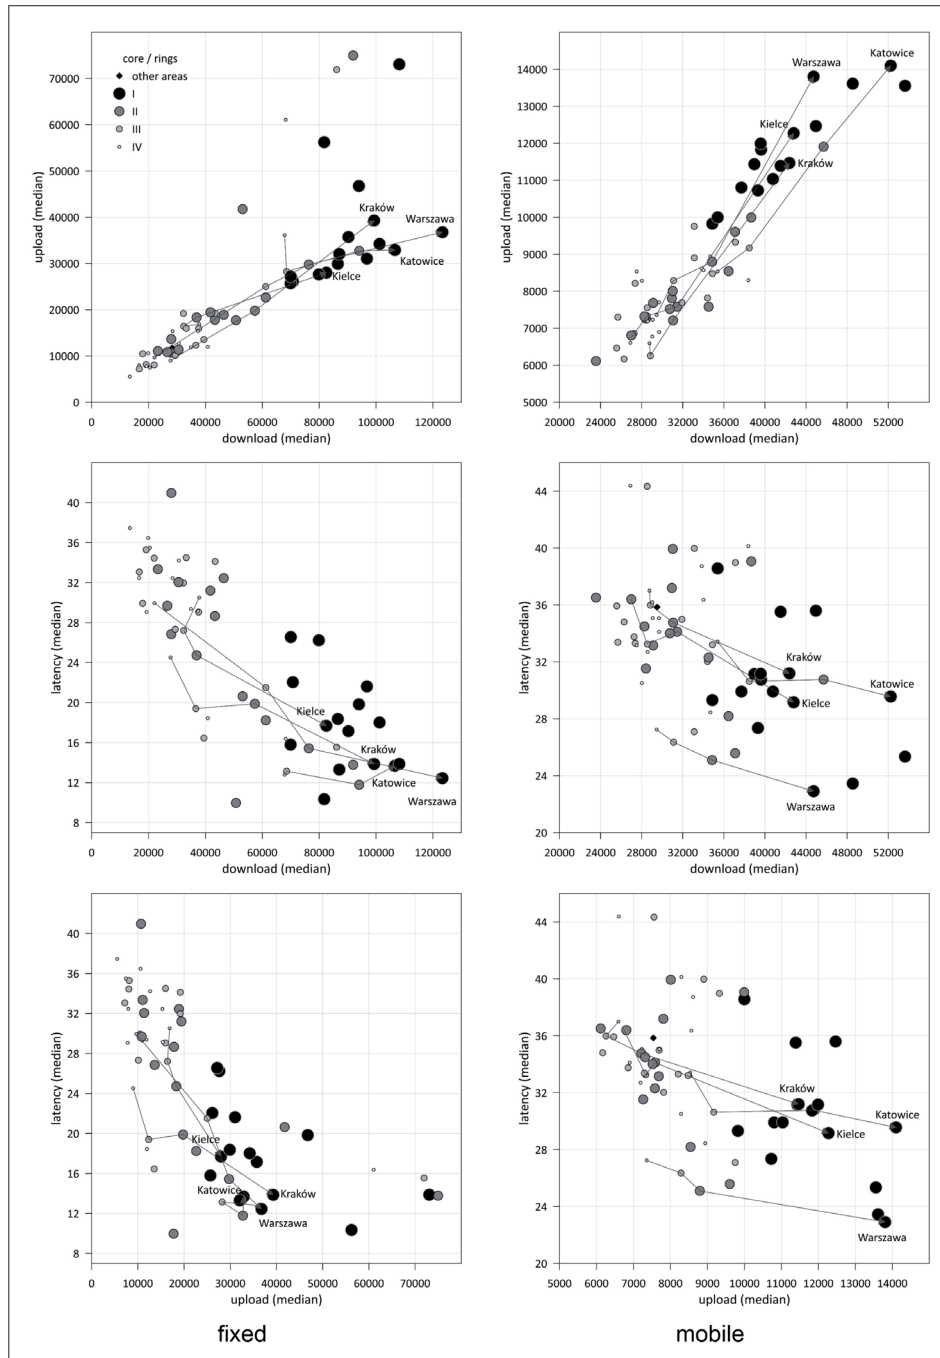 core / rings
other areas
I
II
III
IV
upload (median)
70000
60000
50000
40000
30000
20000
10000
0
Kraków
Warszawa
Katowice
Kielce
0 20000 40000 60000 80000 100000 120000
download (median)
upload (median)
14000
13000
12000
11000
10000
9000
8000
7000
6000
5000
Warszawa
Katowice
Kielce
Kraków
20000 24000 28000 32000 36000 40000 44000 48000 52000
download (median)
latency (median)
40
36
32
28
24
20
16
12
8
Kielce
Kraków
Katowice
Warszawa
0 20000 40000 60000 80000 100000 120000
download (median)
latency (median)
44
40
36
32
28
24
20
Kraków
Katowice
Kielce
Warszawa
20000 24000 28000 32000 36000 40000 44000 48000 52000
download (median)
latency (median)
40
36
32
28
24
20
16
12
8
Kielce
Katowice
Kraków
Warszawa
0 10000 20000 30000 40000 50000 60000 70000
upload (median)
latency (median)
44
40
36
32
28
24
20
Kraków
Katowice
Kielce
Warszawa
5000 6000 7000 8000 9000 10000 11000 12000 13000 14000
upload (median)
fixed
mobile